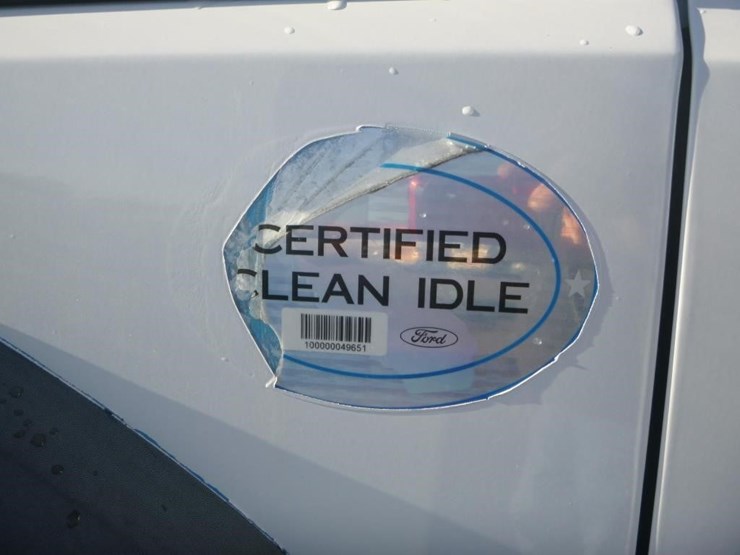 CERTIFIED
CLEAN IDLE
100000049651
Ford